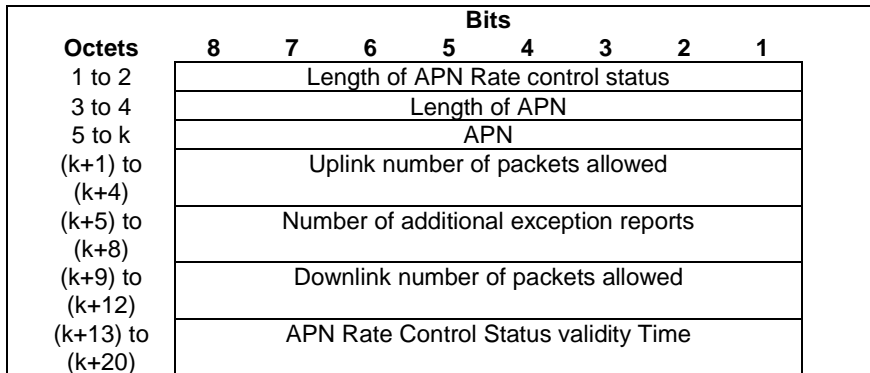 Bits
Octets 8 7 6 5 4 3 2 1
1 to 2 Length of APN Rate control status
3 to 4 Length of APN
5 to k APN
(k+1) to Uplink number of packets allowed
(k+4)
(k+5) to Number of additional exception reports
(k+8)
(k+9) to Downlink number of packets allowed
(k+12)
(k+13) to APN Rate Control Status validity Time
(k+20)